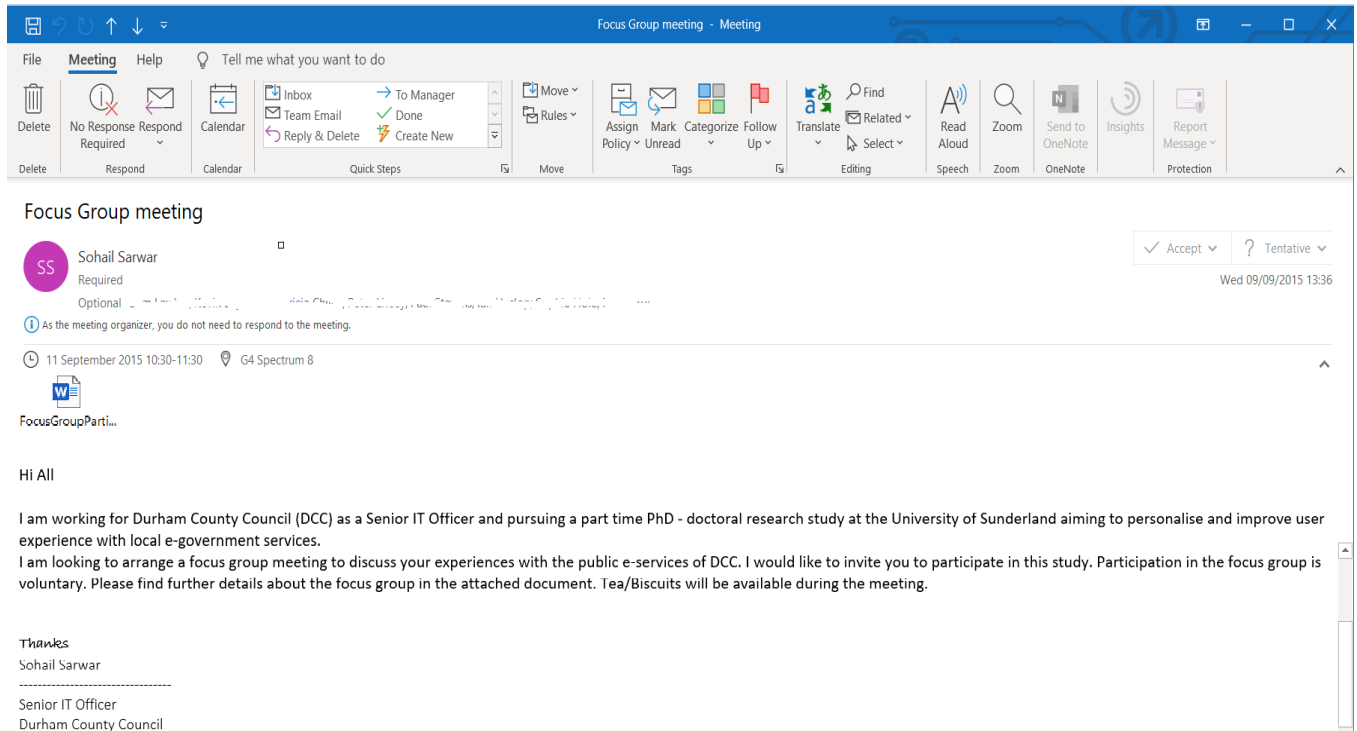 Focus Group meeting - Meeting
File Meeting Help Tell me what you want to do
Delete
No Response Required
Respond
Calendar
Inbox
Team Email
Reply & Delete
To Manager
Done
Create New
Move
Rules
Assign Policy
Mark Unread
Categorize
Follow Up
Translate
Find
Related
Select
Read Aloud
Zoom
Send to OneNote
Insights
Report Message
Delete Respond Calendar Quick Steps Move Tags Editing Speech Zoom OneNote Protection
Focus Group meeting
SS
Sohail Sarwar
Accept Tentative
Required
Wed 09/09/2015 13:36
Optional
As the meeting organizer, you do not need to respond to the meeting.
11 September 2015 10:30-11:30 G4 Spectrum 8
W
FocusGroupParti...
Hi All
I am working for Durham County Council (DCC) as a Senior IT Officer and pursuing a part time PhD - doctoral research study at the University of Sunderland aiming to personalise and improve user
experience with local e-government services.
I am looking to arrange a focus group meeting to discuss your experiences with the public e-services of DCC. I would like to invite you to participate in this study. Participation in the focus group is
voluntary. Please find further details about the focus group in the attached document. Tea/Biscuits will be available during the meeting.
Thanks
Sohail Sarwar
---------------------------------
Senior IT Officer
Durham County Council